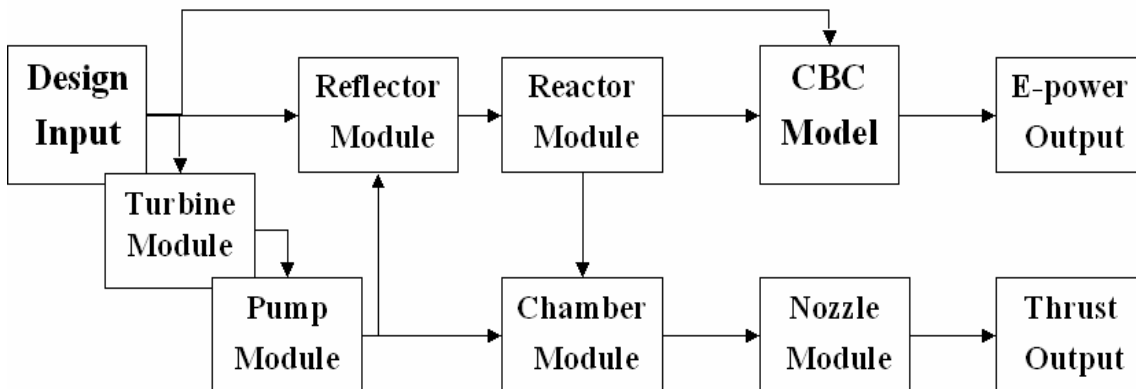 Design
Input
Reflector
Module
Reactor
Module
CBC
Model
E-power
Output
Turbine
Module
Pump
Module
Chamber
Module
Nozzle
Module
Thrust
Output